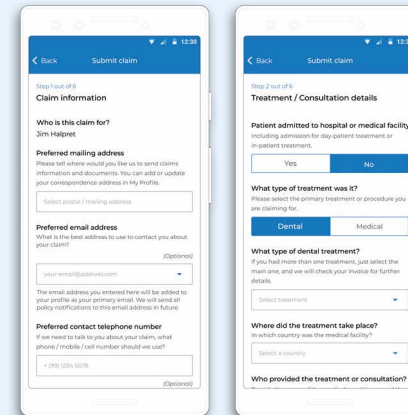 12:30
Back
Submit claim
Step 1 out of 6
Claim information
Who is this claim for?
Jim Halpret
Preferred mailing address
Please tell where would you like us to send claims
information and documents. You can add or update
your correspondence address in My Profile.
Select postal / mailing address
Preferred email address
What is the best address to use to contact you about
your claim?
(Optional)
your-email@address.com
The email address you entered here will be added to
your profile as your primary email. We will send all
policy notifications to this email address in future.
Preferred contact telephone number
If we need to talk to you about your claim, what
phone / mobile / cell number should we use?
+ (99) 1234 5678
(Optional)
12:3
Back
Submit claim
Step 2 out of 6
Treatment / Consultation details
Patient admitted to hospital or medical facility
Including admission for day-patient treatment or
in-patient treatment.
Yes
No
What type of treatment was it?
Please select the primary treatment or procedure you
are claiming for.
Dental
Medical
What type of dental treatment?
If you had more than one treatment, just select the
main one, and we will check your invoice for further
details.
Select treatment
Where did the treatment take place?
In which country was the medical facility?
Select a country
Who provided the treatment or consultation?